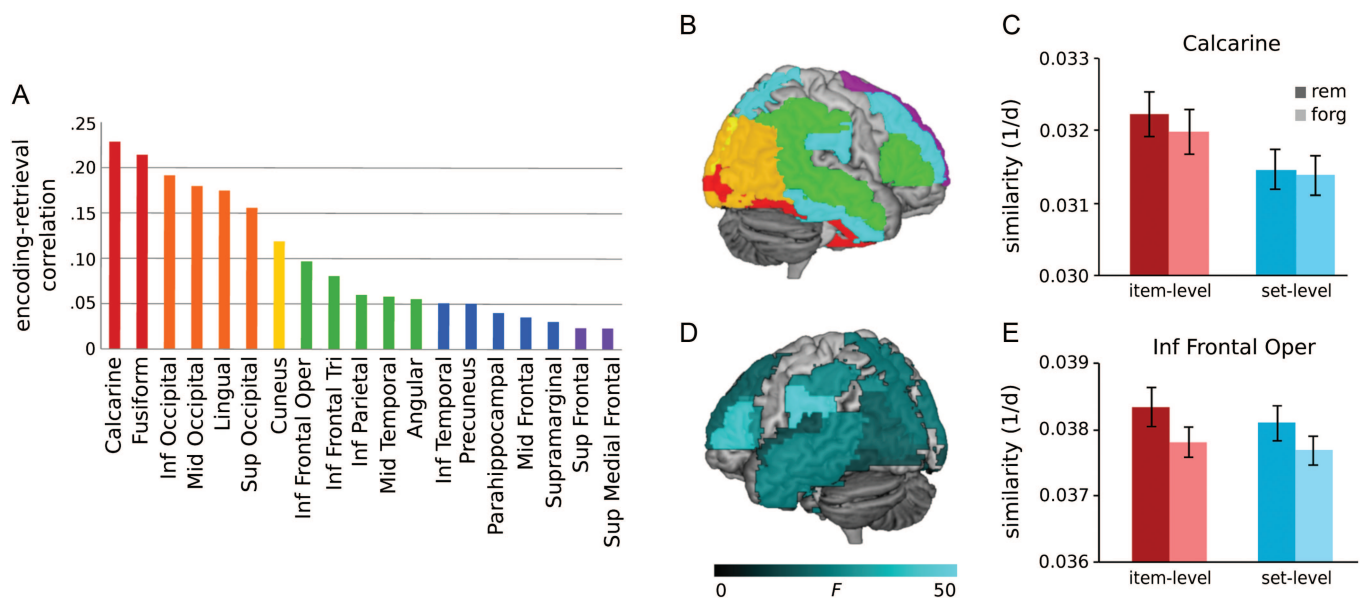 A
encoding-retrieval
correlation
.25
.20
.15
.10
.05
0
Calcarine
Fusiform
Inf Occipital
Mid Occipital
Lingual
Sup Occipital
Cuneus
Inf Frontal Oper
Inf Frontal Tri
Inf Parietal
Mid Temporal
Angular
Inf Temporal
Precuneus
Parahippocampal
Mid Frontal
Supramarginal
Sup Frontal
Sup Medial Frontal
B
C
Calcarine
similarity (1/d)
0.033
0.032
0.031
0.030
rem
forg
item-level
set-level
D
0
F
50
E
Inf Frontal Oper
similarity (1/d)
0.039
0.038
0.037
0.036
item-level
set-level